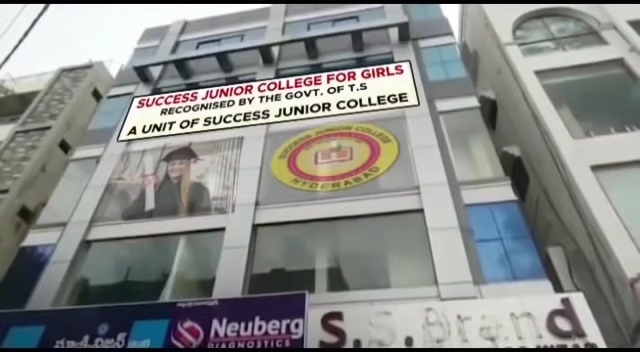 SUCCESS JUNIOR COLLEGE FOR GIRLS
RECOGNISED BY THE GOVT. OF T.S
A UNIT OF SUCCESS JUNIOR COLLEGE
SUCCESS JUNIOR COLLEGE
HYDERABAD
Neuberg
DIAGNOSTICS
S.S.Brand